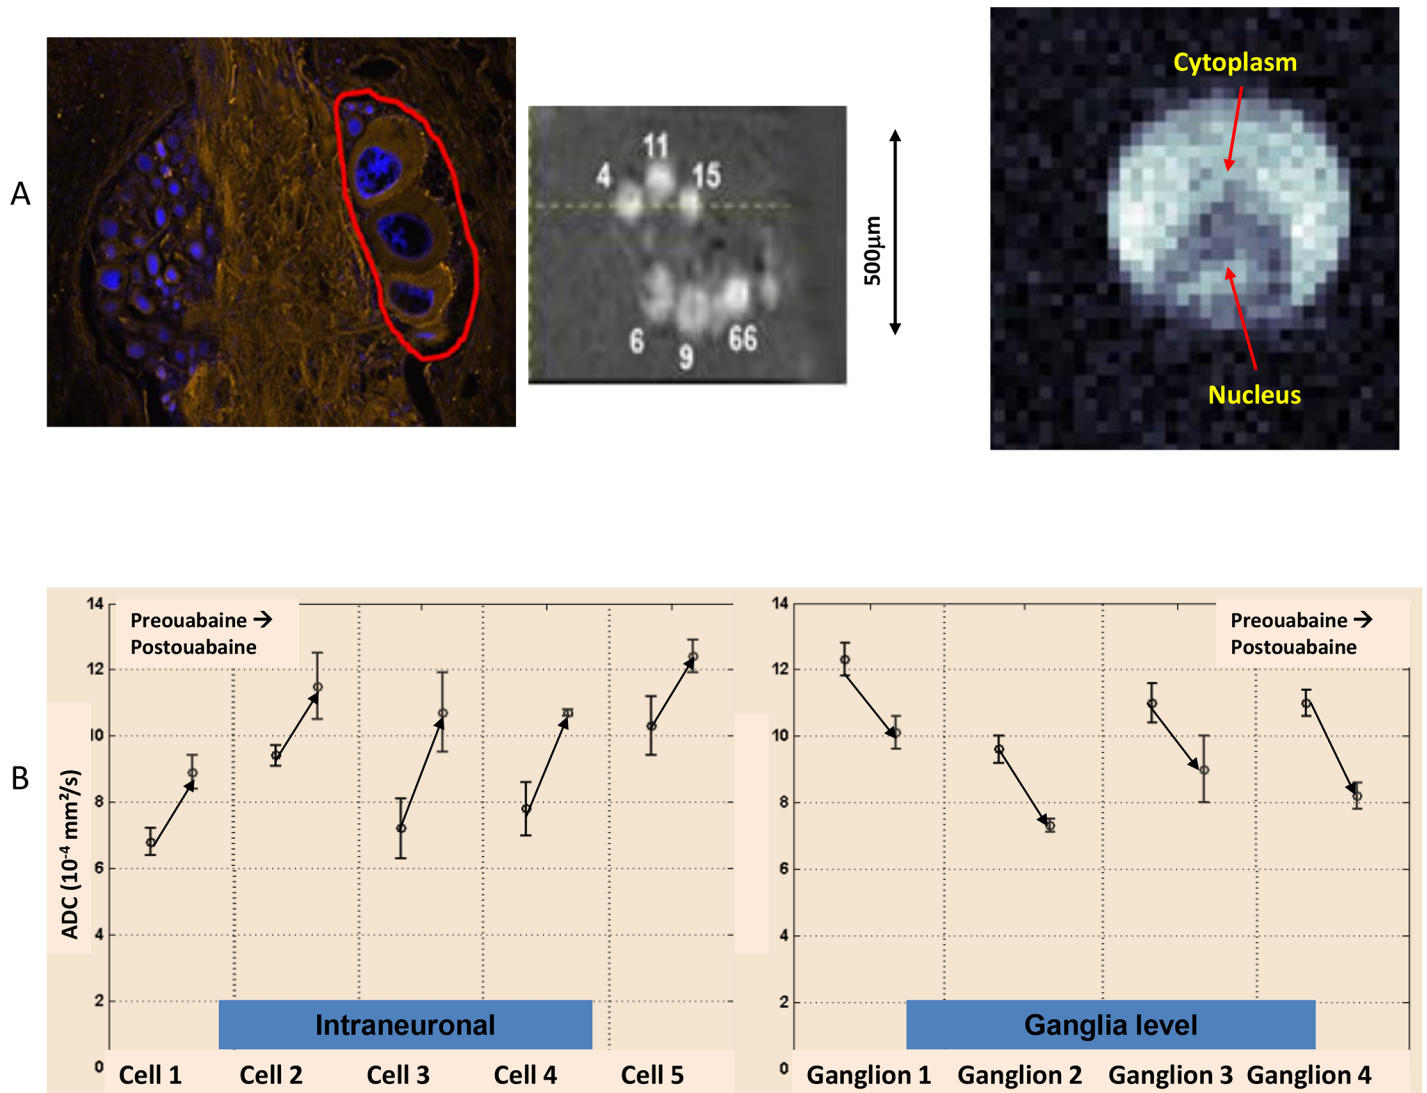 A
4
11
15
6
9
66
500µm
Cytoplasm
Nucleus
B
ADC (10⁻⁴ mm²/s)
14
12
10
8
6
4
2
0
Preouabaine →
Postouabaine
Intraneuronal
Cell 1 Cell 2 Cell 3 Cell 4 Cell 5
14
12
10
8
6
4
2
0
Preouabaine →
Postouabaine
Ganglia level
Ganglion 1 Ganglion 2 Ganglion 3 Ganglion 4